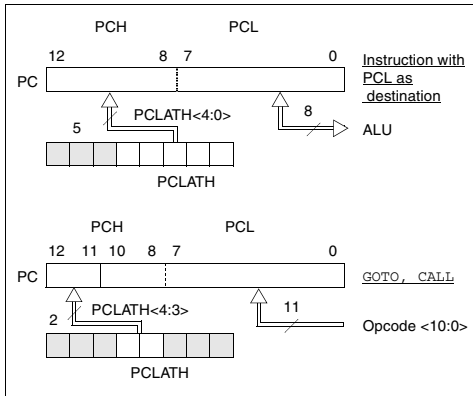 PCH PCL
12 8 7 0
PC
Instruction with
PCL as
destination
PCLATH<4:0>
5
8
ALU
PCLATH
PCH PCL
12 11 10 8 7 0
PC
GOTO, CALL
PCLATH<4:3>
2
11
Opcode <10:0>
PCLATH